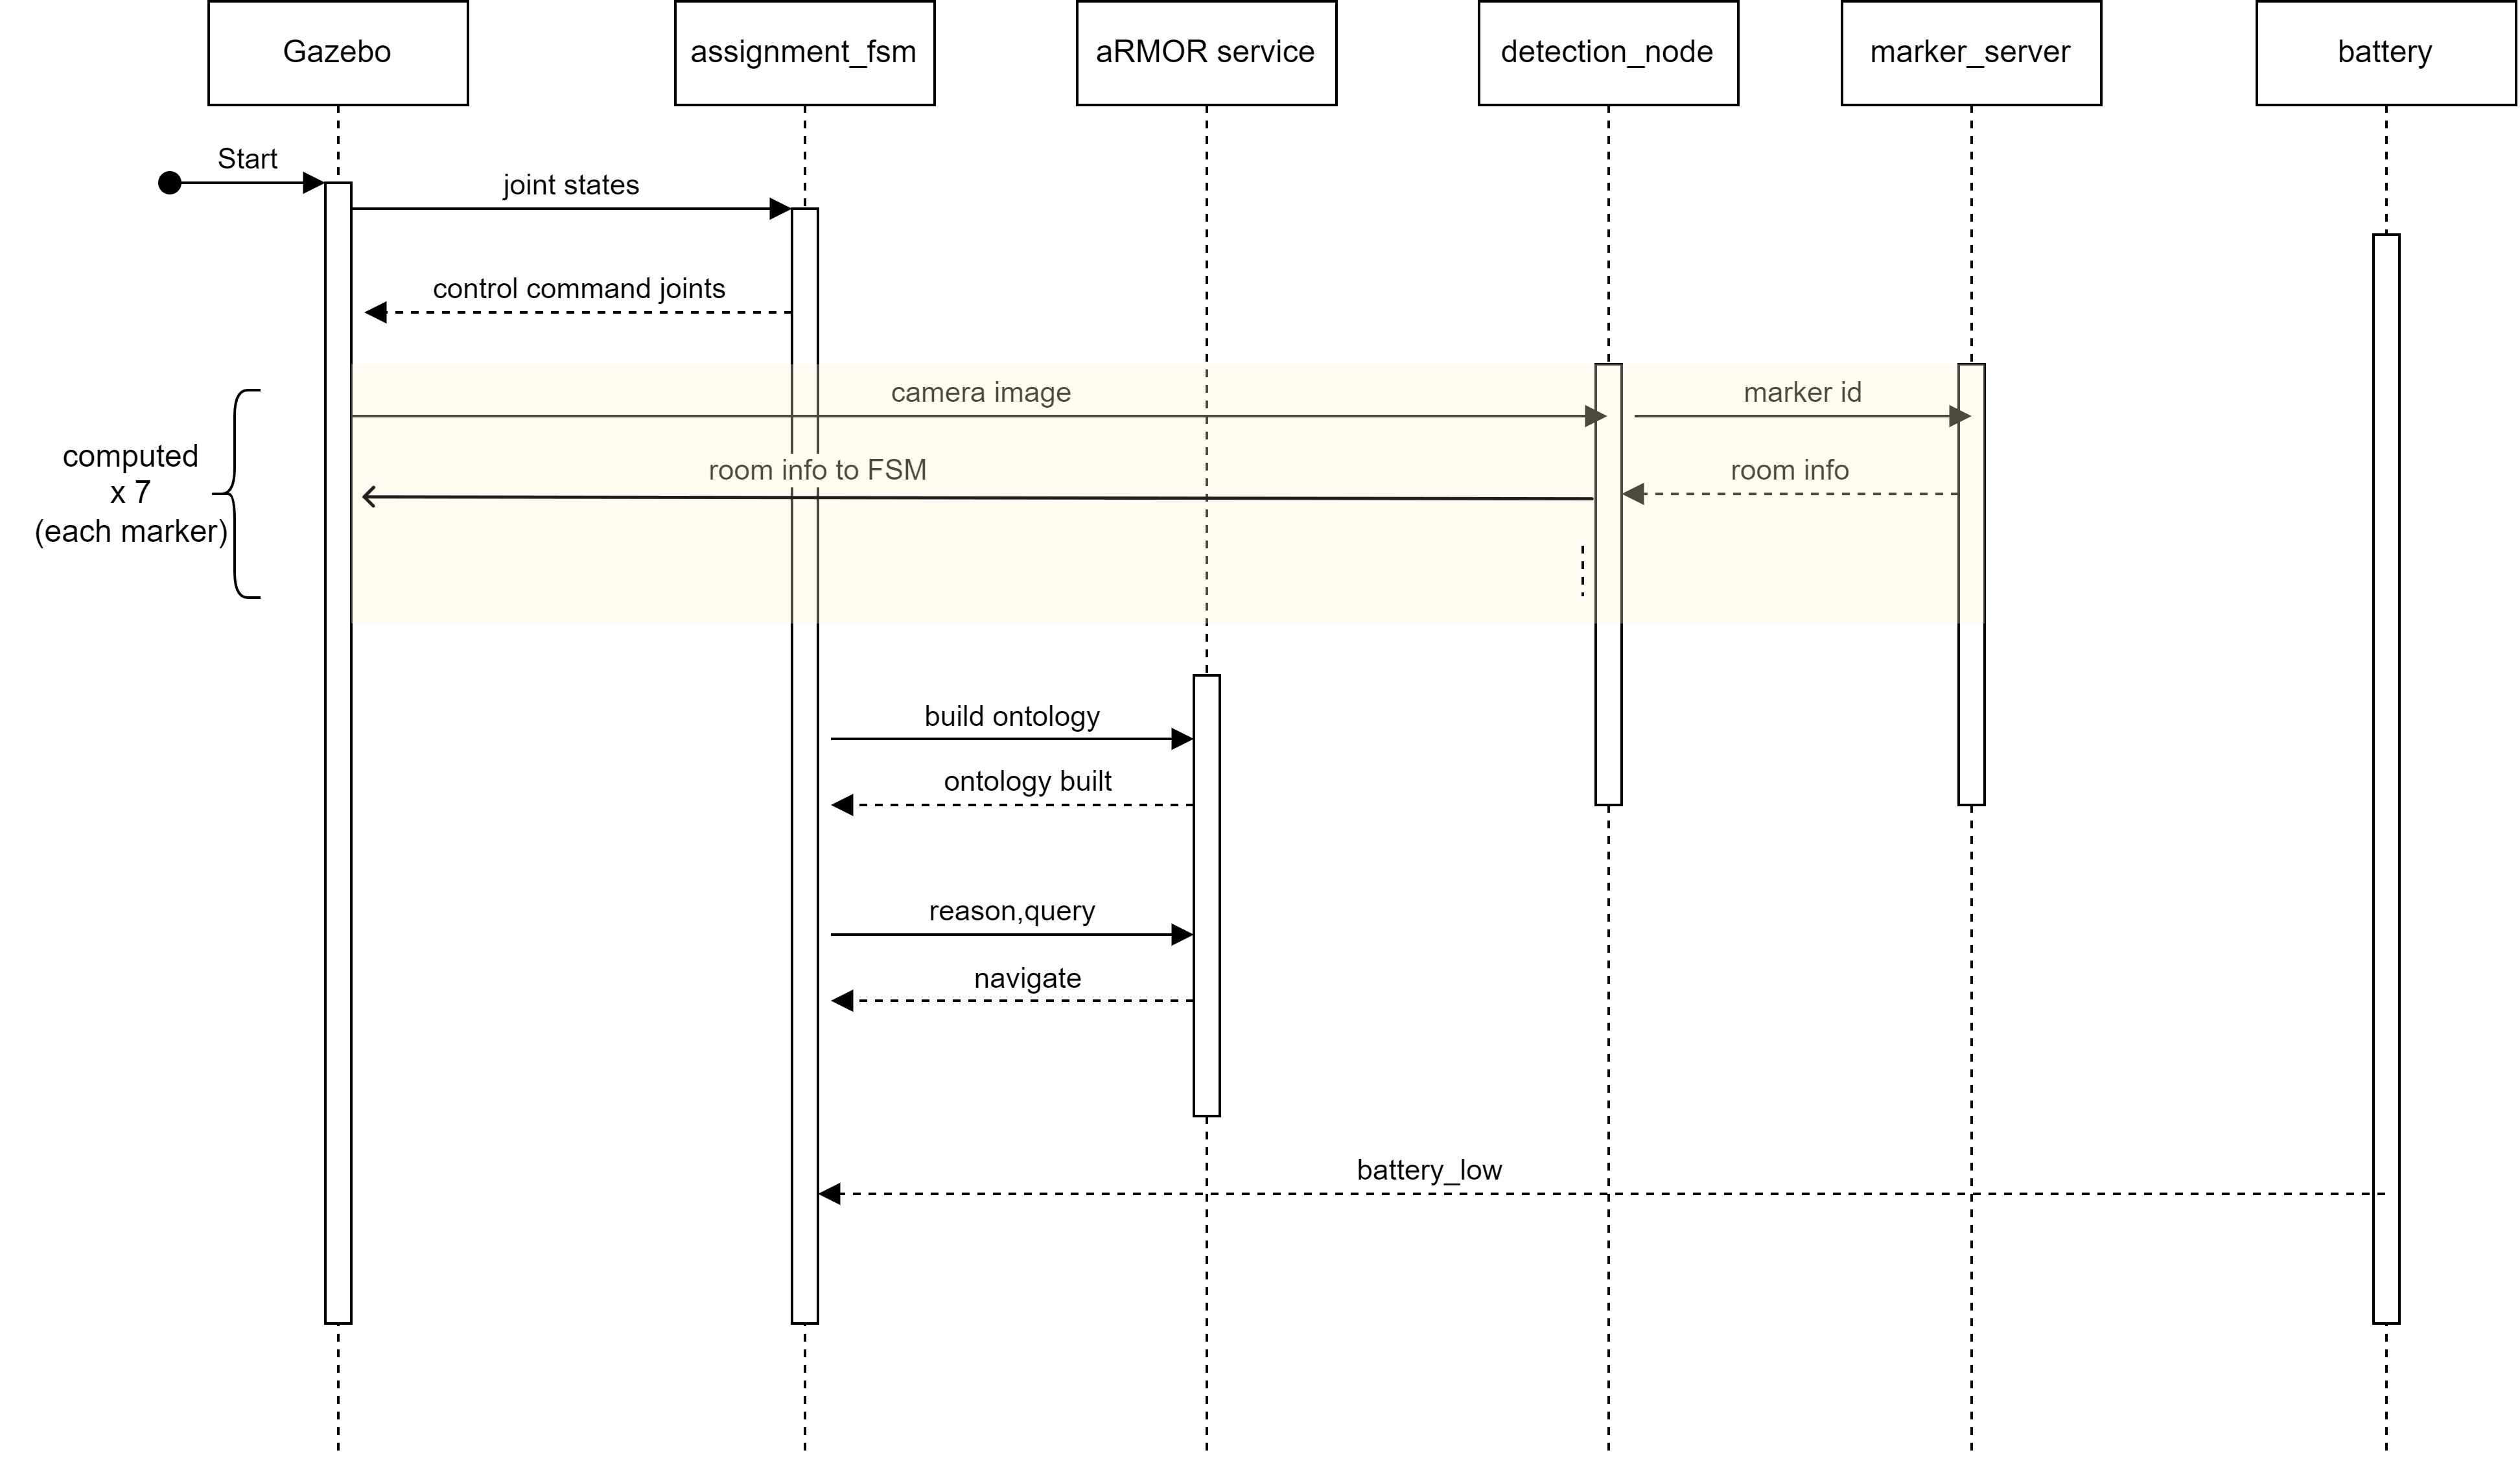 Gazebo
assignment_fsm
aRMOR service
detection_node
marker_server
battery
Start
joint states
control command joints
camera image
marker id
computed
x 7
(each marker)
room info to FSM
room info
build ontology
ontology built
reason,query
navigate
battery_low